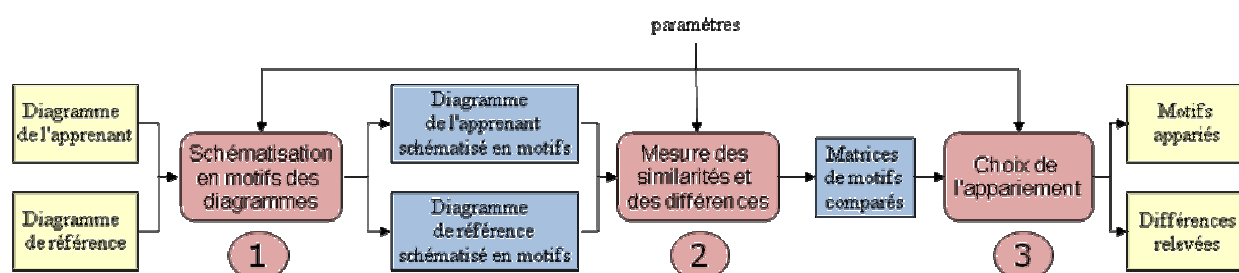 paramètres
Diagramme
de l'apprenant
Diagramme
de référence
Schématisation
en motifs des
diagrammes
1
Diagramme
de l'apprenant
schématisé en motifs
Diagramme
de référence
schématisé en motifs
Mesure des
similarités et
des différences
2
Matrices
de motifs
comparés
Choix de
l'appariement
3
Motifs
appariés
Différences
relevées